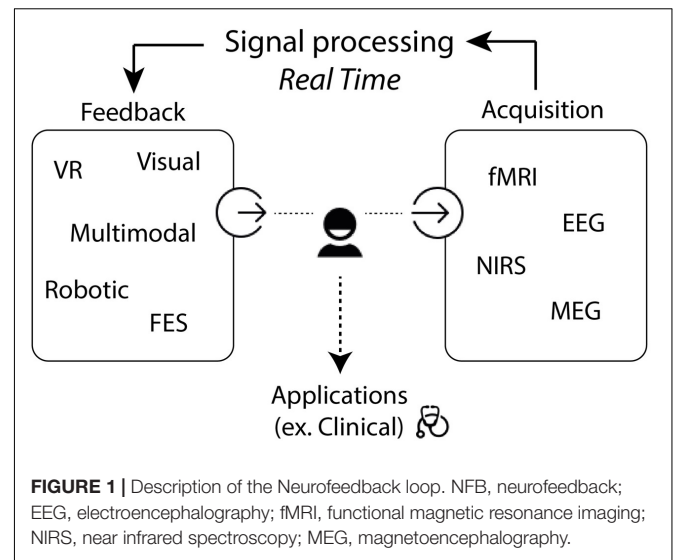 Signal processing
Real Time
Feedback
Acquisition
VR
Visual
Multimodal
Robotic
FES
fMRI
EEG
NIRS
MEG
Applications
(ex. Clinical)
FIGURE 1 | Description of the Neurofeedback loop. NFB, neurofeedback;
EEG, electroencephalography; fMRI, functional magnetic resonance imaging;
NIRS, near infrared spectroscopy; MEG, magnetoencephalography.